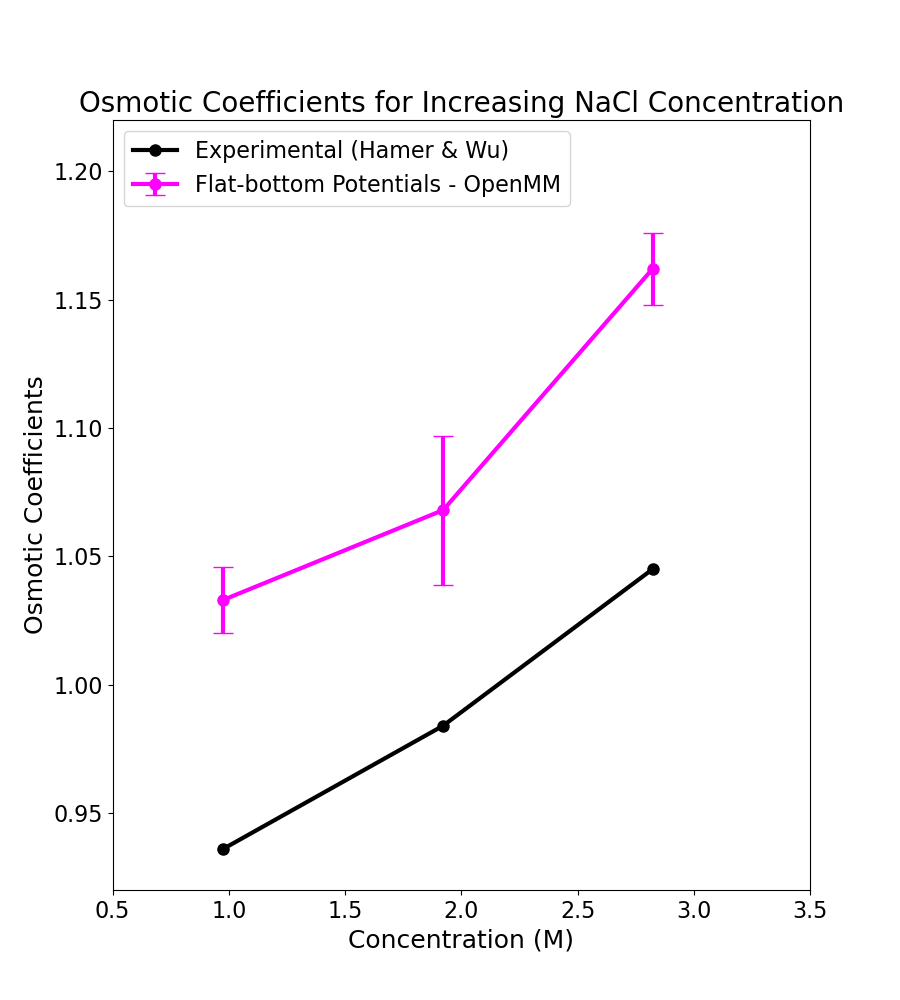 Osmotic Coefficients for Increasing NaCl Concentration
Experimental (Hamer & Wu)
Flat-bottom Potentials - OpenMM
1.20
1.15
1.10
1.05
1.00
0.95
Osmotic Coefficients
0.5 1.0 1.5 2.0 2.5 3.0 3.5
Concentration (M)